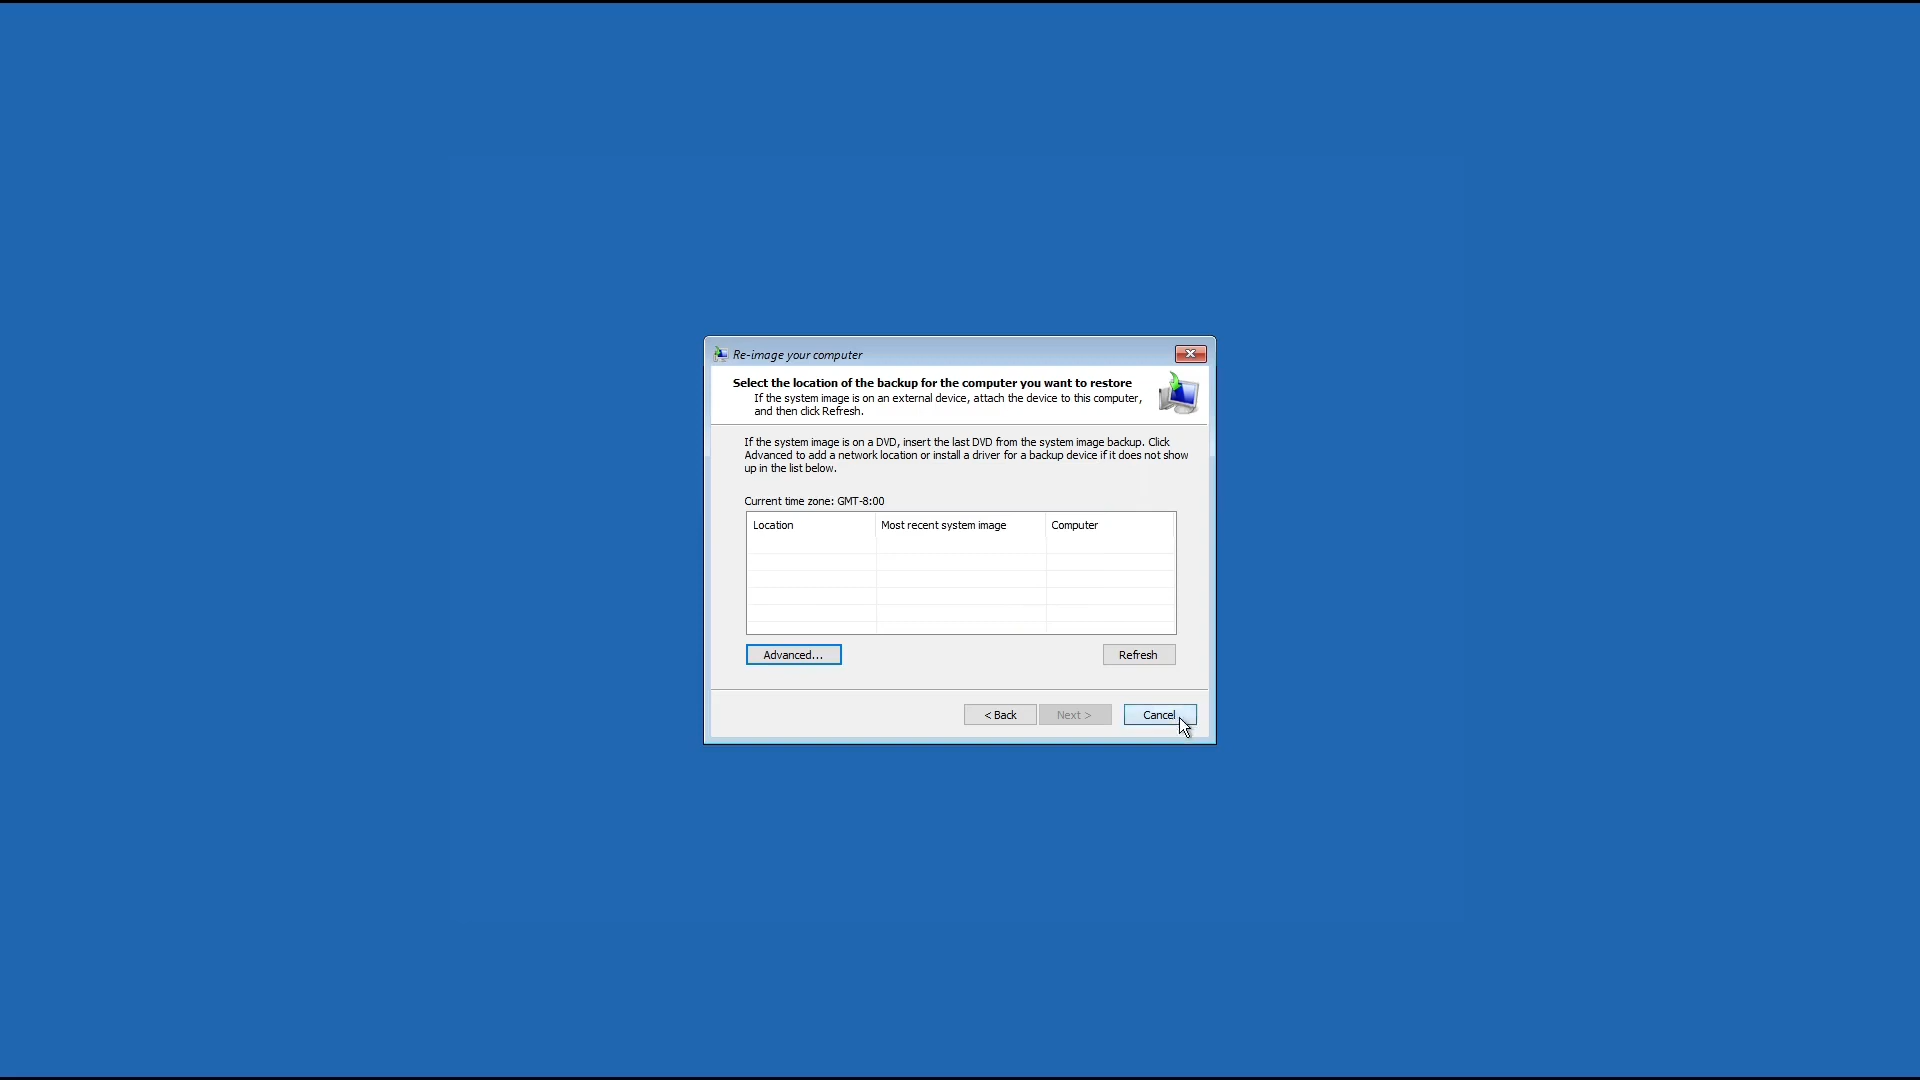 Re-image your computer
Select the location of the backup for the computer you want to restore
If the system image is on an external device, attach the device to this computer,
and then click Refresh.
If the system image is on a DVD, insert the last DVD from the system image backup. Click
Advanced to add a network location or install a driver for a backup device if it does not show
up in the list below.
Current time zone: GMT-8:00
Location Most recent system image Computer
Advanced... Refresh
< Back Next > Cancel